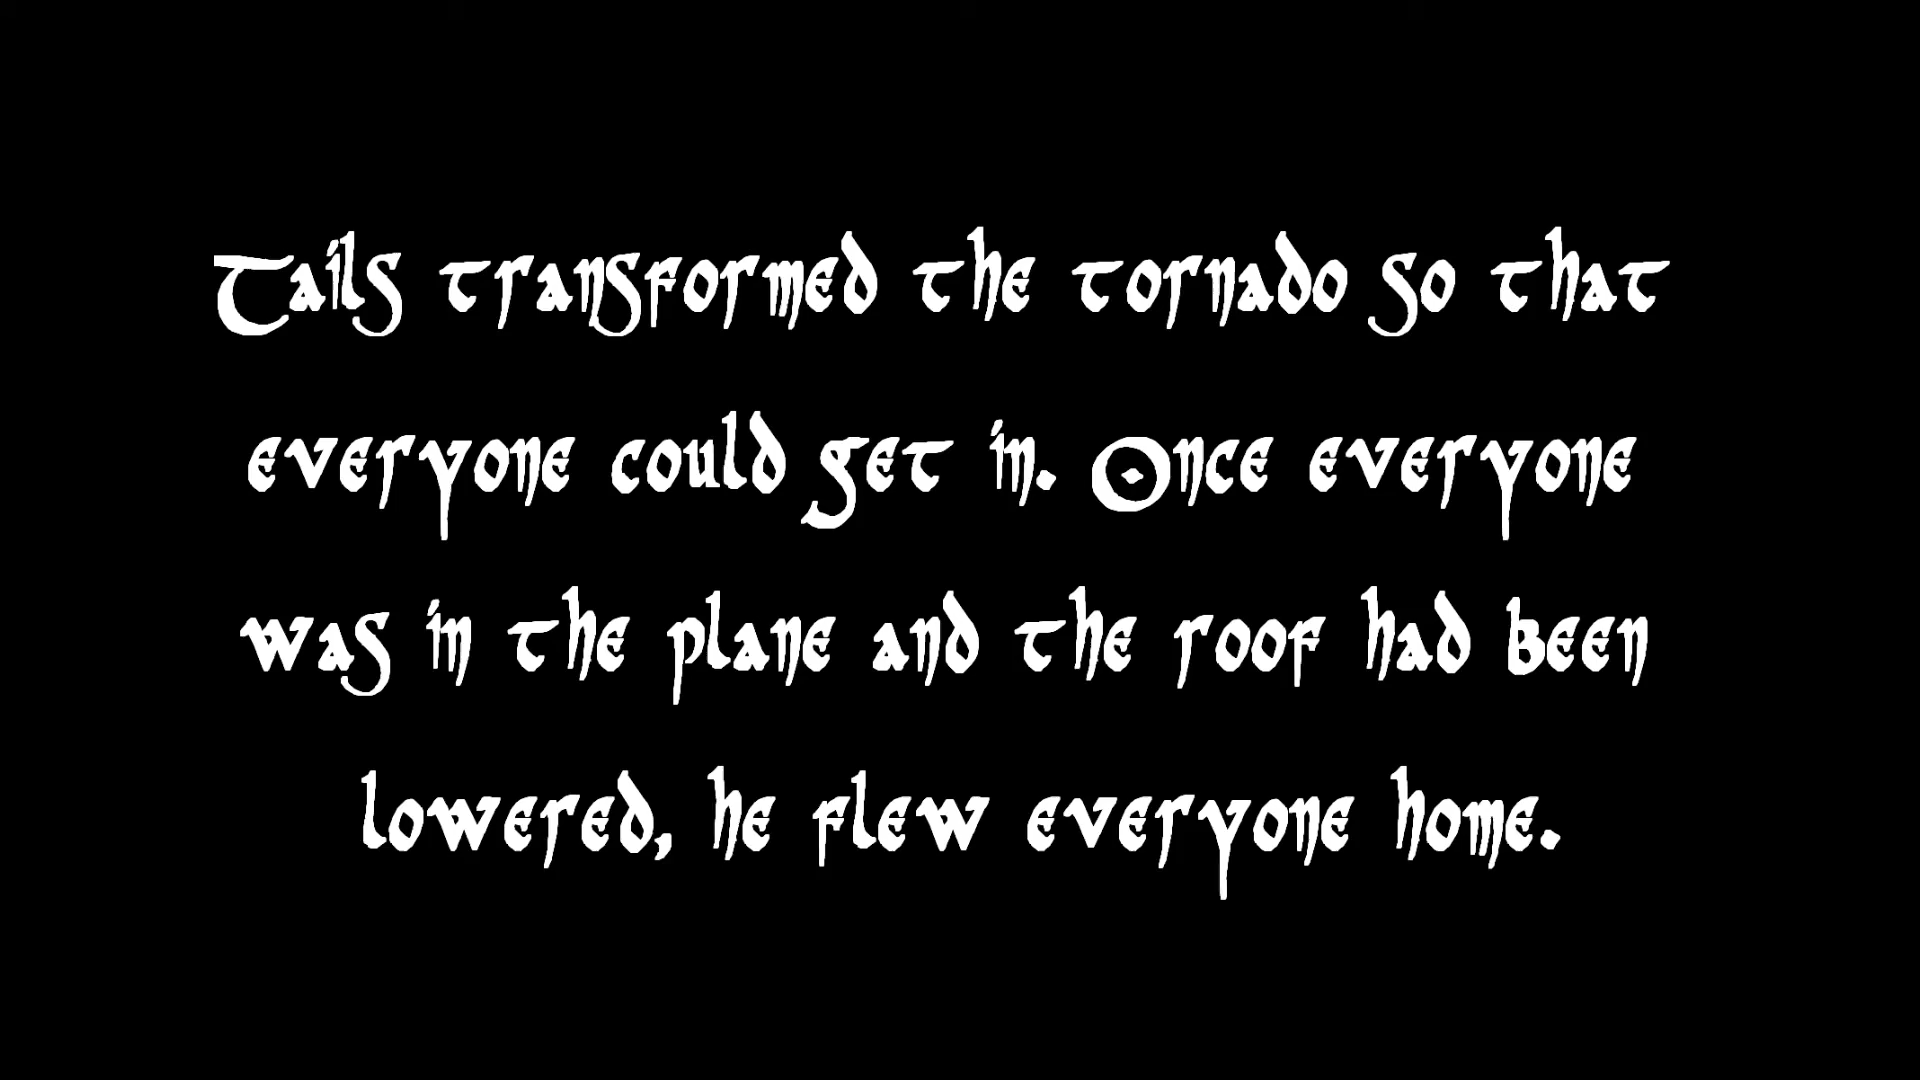 Tails transformed the tornado so that
everyone could get in. Once everyone
was in the plane and the roof had been
lowered, he flew everyone home.